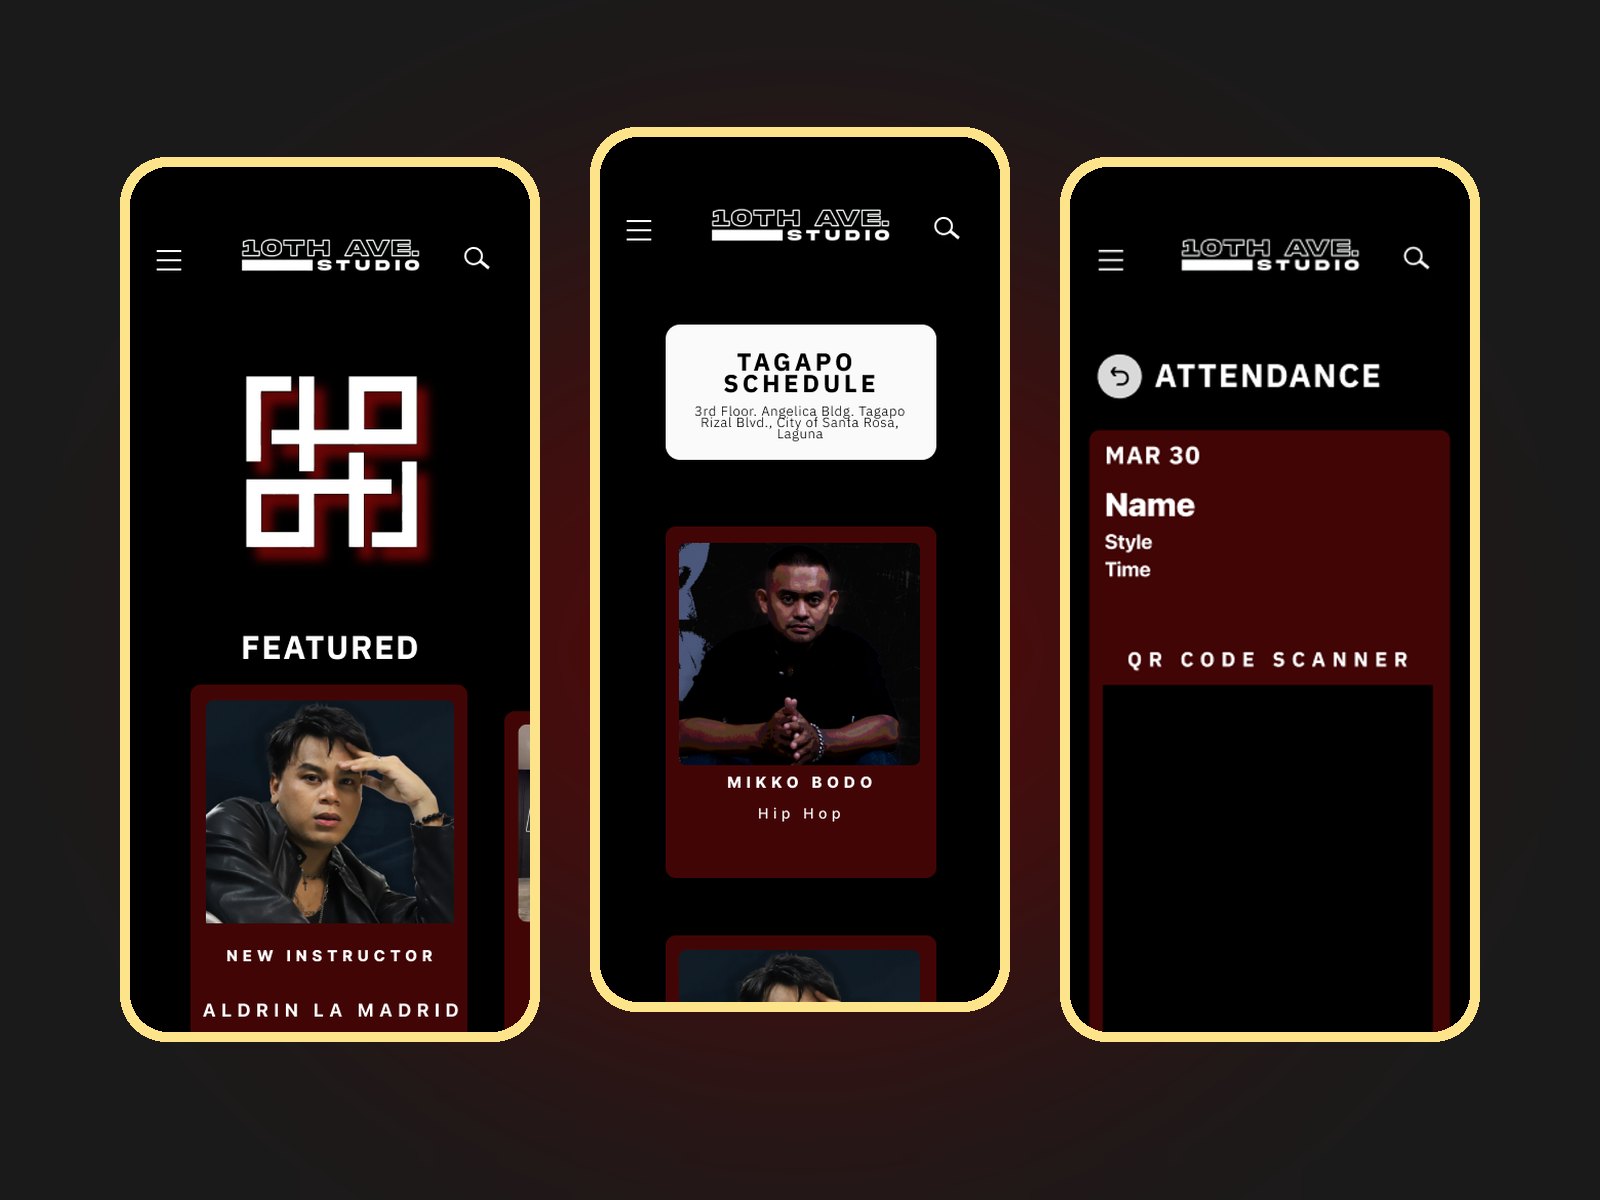 10TH AVE.
STUDIO
FEATURED
NEW INSTRUCTOR
ALDRIN LA MADRID
10TH AVE.
STUDIO
TAGAPO
SCHEDULE
3rd Floor. Angelica Bldg. Tagapo
Rizal Blvd., City of Santa Rosa,
Laguna
MIKKO BODO
Hip Hop
10TH AVE.
STUDIO
ATTENDANCE
MAR 30
Name
Style
Time
QR CODE SCANNER